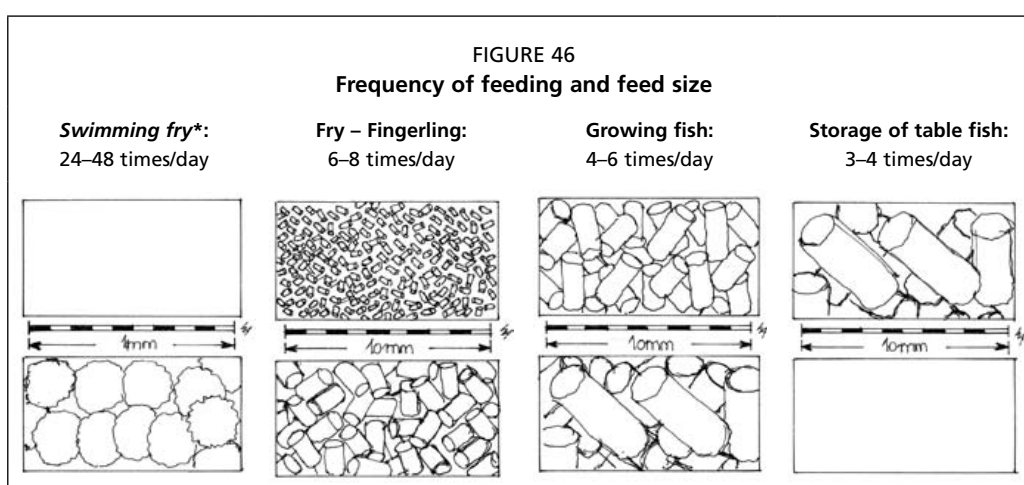 FIGURE 46
Frequency of feeding and feed size
Swimming fry*:
24–48 times/day
Fry – Fingerling:
6–8 times/day
Growing fish:
4–6 times/day
Storage of table fish:
3–4 times/day
1mm
10mm
10mm
10mm